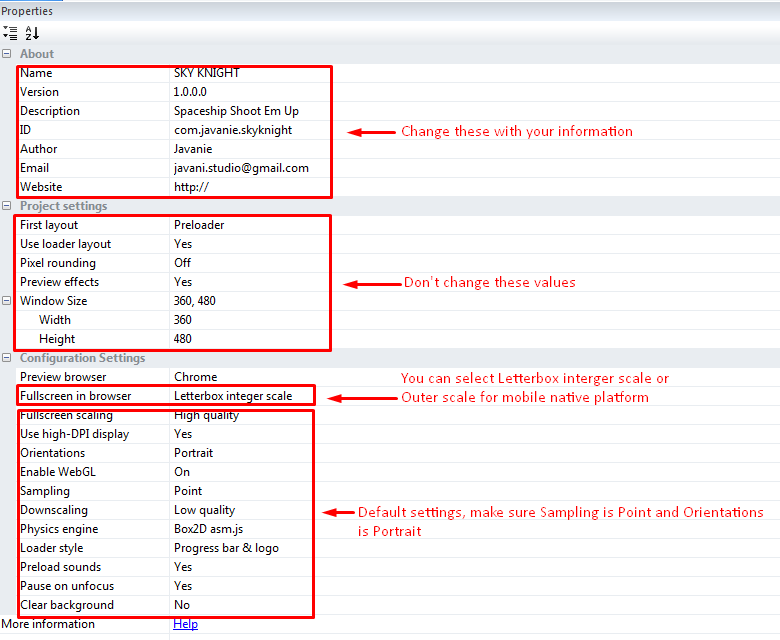 Properties
A Z
About
Name SKY KNIGHT
Version 1.0.0.0
Description Spaceship Shoot Em Up
ID com.javanie.skyknight
Author Javanie
Email javani.studio@gmail.com
Website http://
Change these with your information
Project settings
First layout Preloader
Use loader layout Yes
Pixel rounding Off
Preview effects Yes
Window Size 360, 480
Width 360
Height 480
Don't change these values
Configuration Settings
Preview browser Chrome
Fullscreen in browser Letterbox integer scale
You can select Letterbox interger scale or
Outer scale for mobile native platform
Fullscreen scaling High quality
Use high-DPI display Yes
Orientations Portrait
Enable WebGL On
Sampling Point
Downscaling Low quality
Physics engine Box2D asm.js
Loader style Progress bar & logo
Preload sounds Yes
Pause on unfocus Yes
Clear background No
Default settings, make sure Sampling is Point and Orientations
is Portrait
More information Help